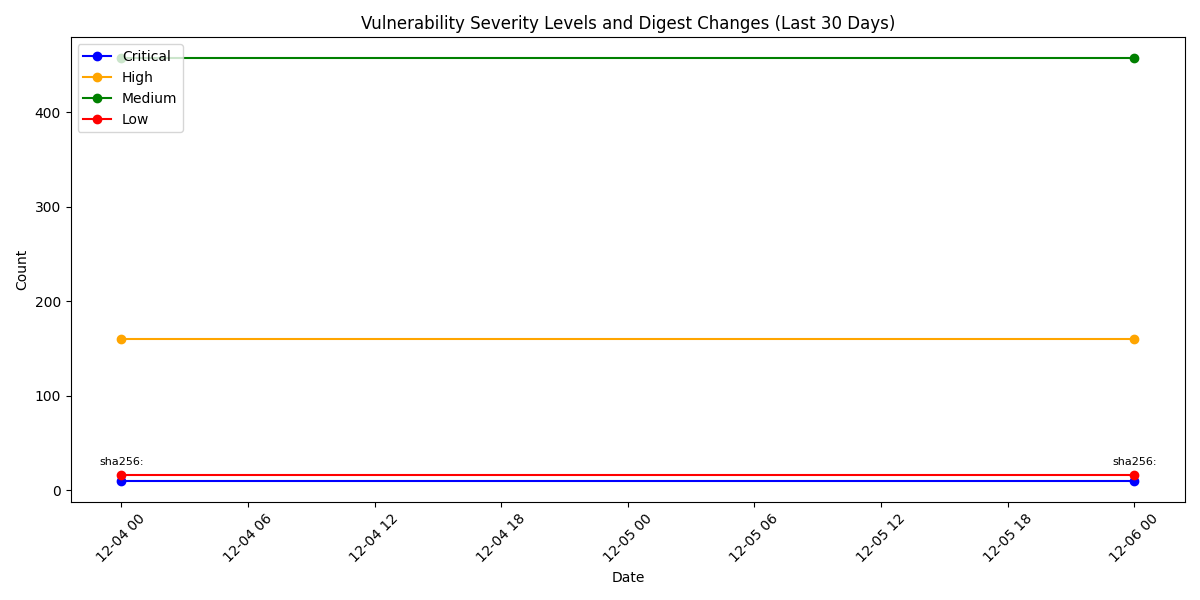 Vulnerability Severity Levels and Digest Changes (Last 30 Days)
Critical
High
Medium
Low
Count
400
300
200
100
0
sha256:
sha256:
12-04 00
12-04 06
12-04 12
12-04 18
12-05 00
12-05 06
12-05 12
12-05 18
12-06 00
Date